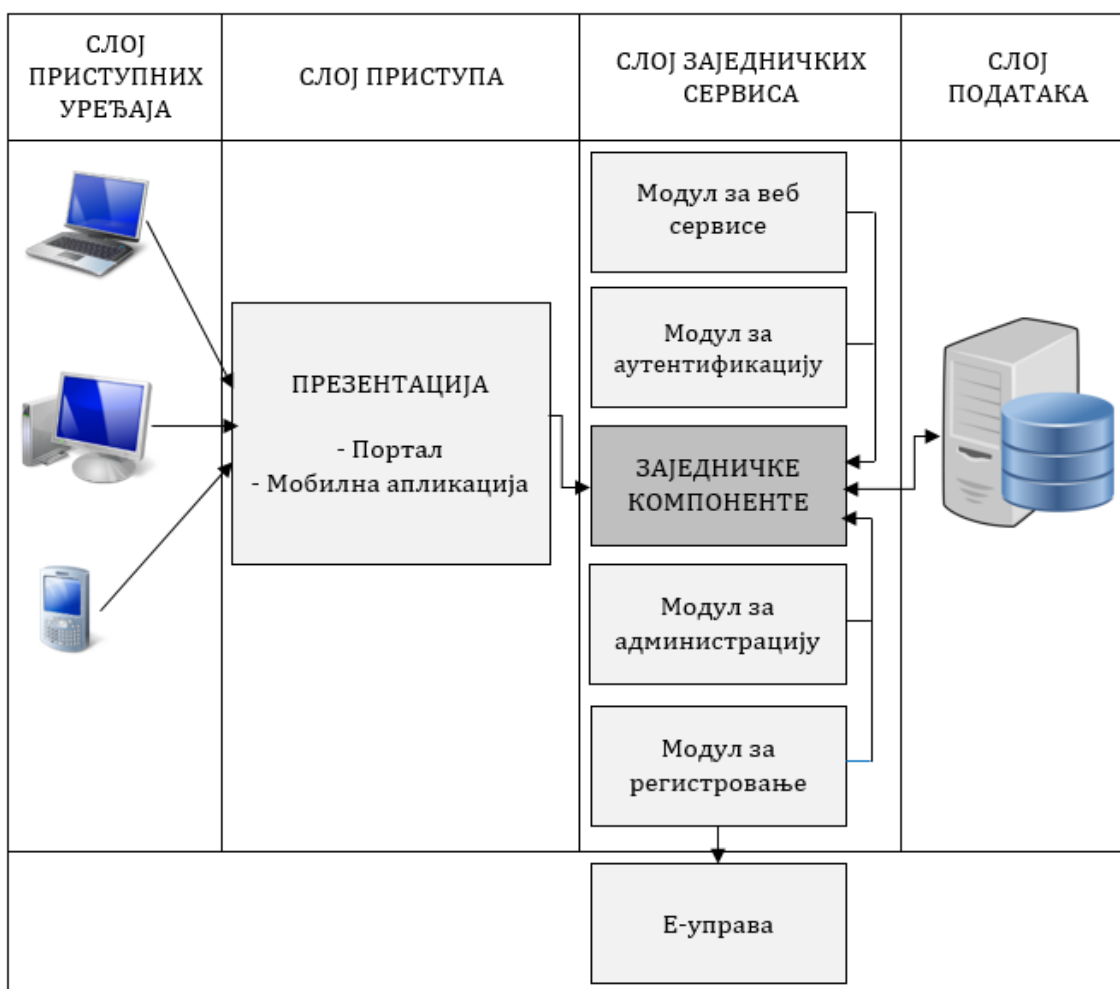 СЛОЈ
ПРИСТУПНИХ
УРЕЂАЈА
СЛОЈ ПРИСТУПА
СЛОЈ ЗАЈЕДНИЧКИХ
СЕРВИСА
СЛОЈ
ПОДАТАКА
ПРЕЗЕНТАЦИЈА
- Портал
- Мобилна апликација
Модул за веб
сервисе
Модул за
аутентификацију
ЗАЈЕДНИЧКЕ
КОМПОНЕНТЕ
Модул за
администрацију
Модул за
регистровање
Е-управа